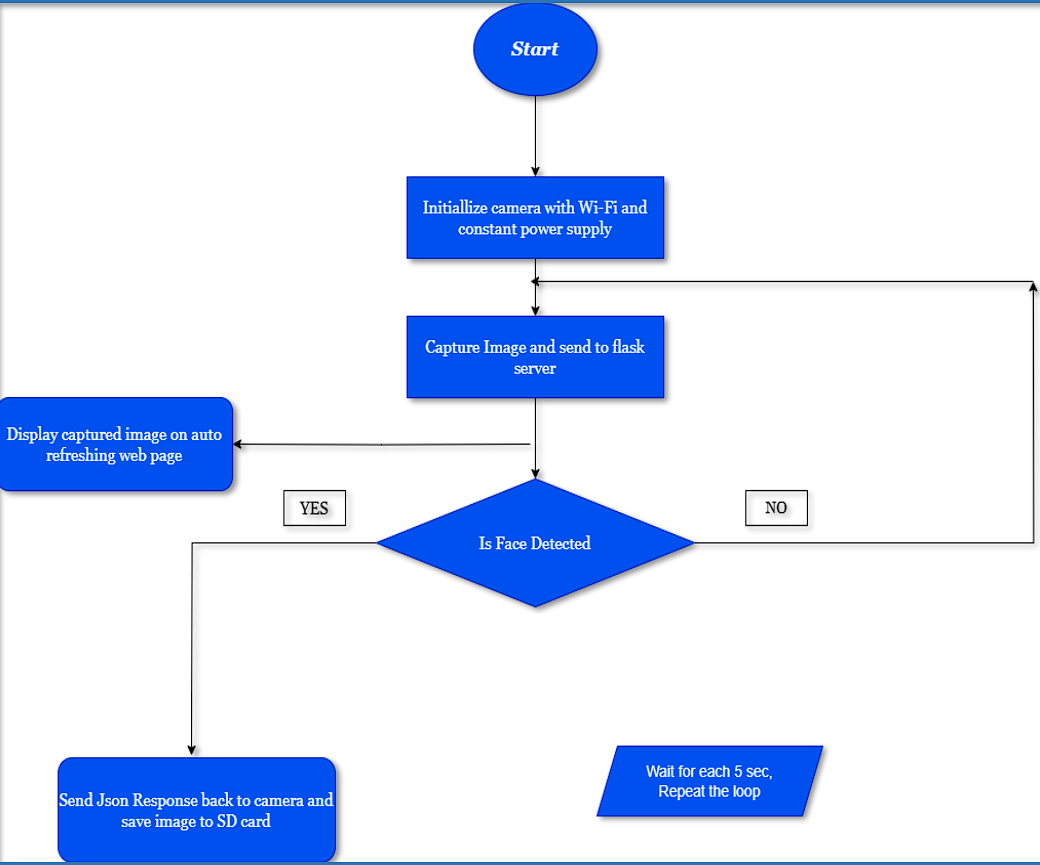 Start
Initiallize camera with Wi-Fi and
constant power supply
Capture Image and send to flask
server
Display captured image on auto
refreshing web page
YES
NO
Is Face Detected
Send Json Response back to camera and
save image to SD card
Wait for each 5 sec,
Repeat the loop